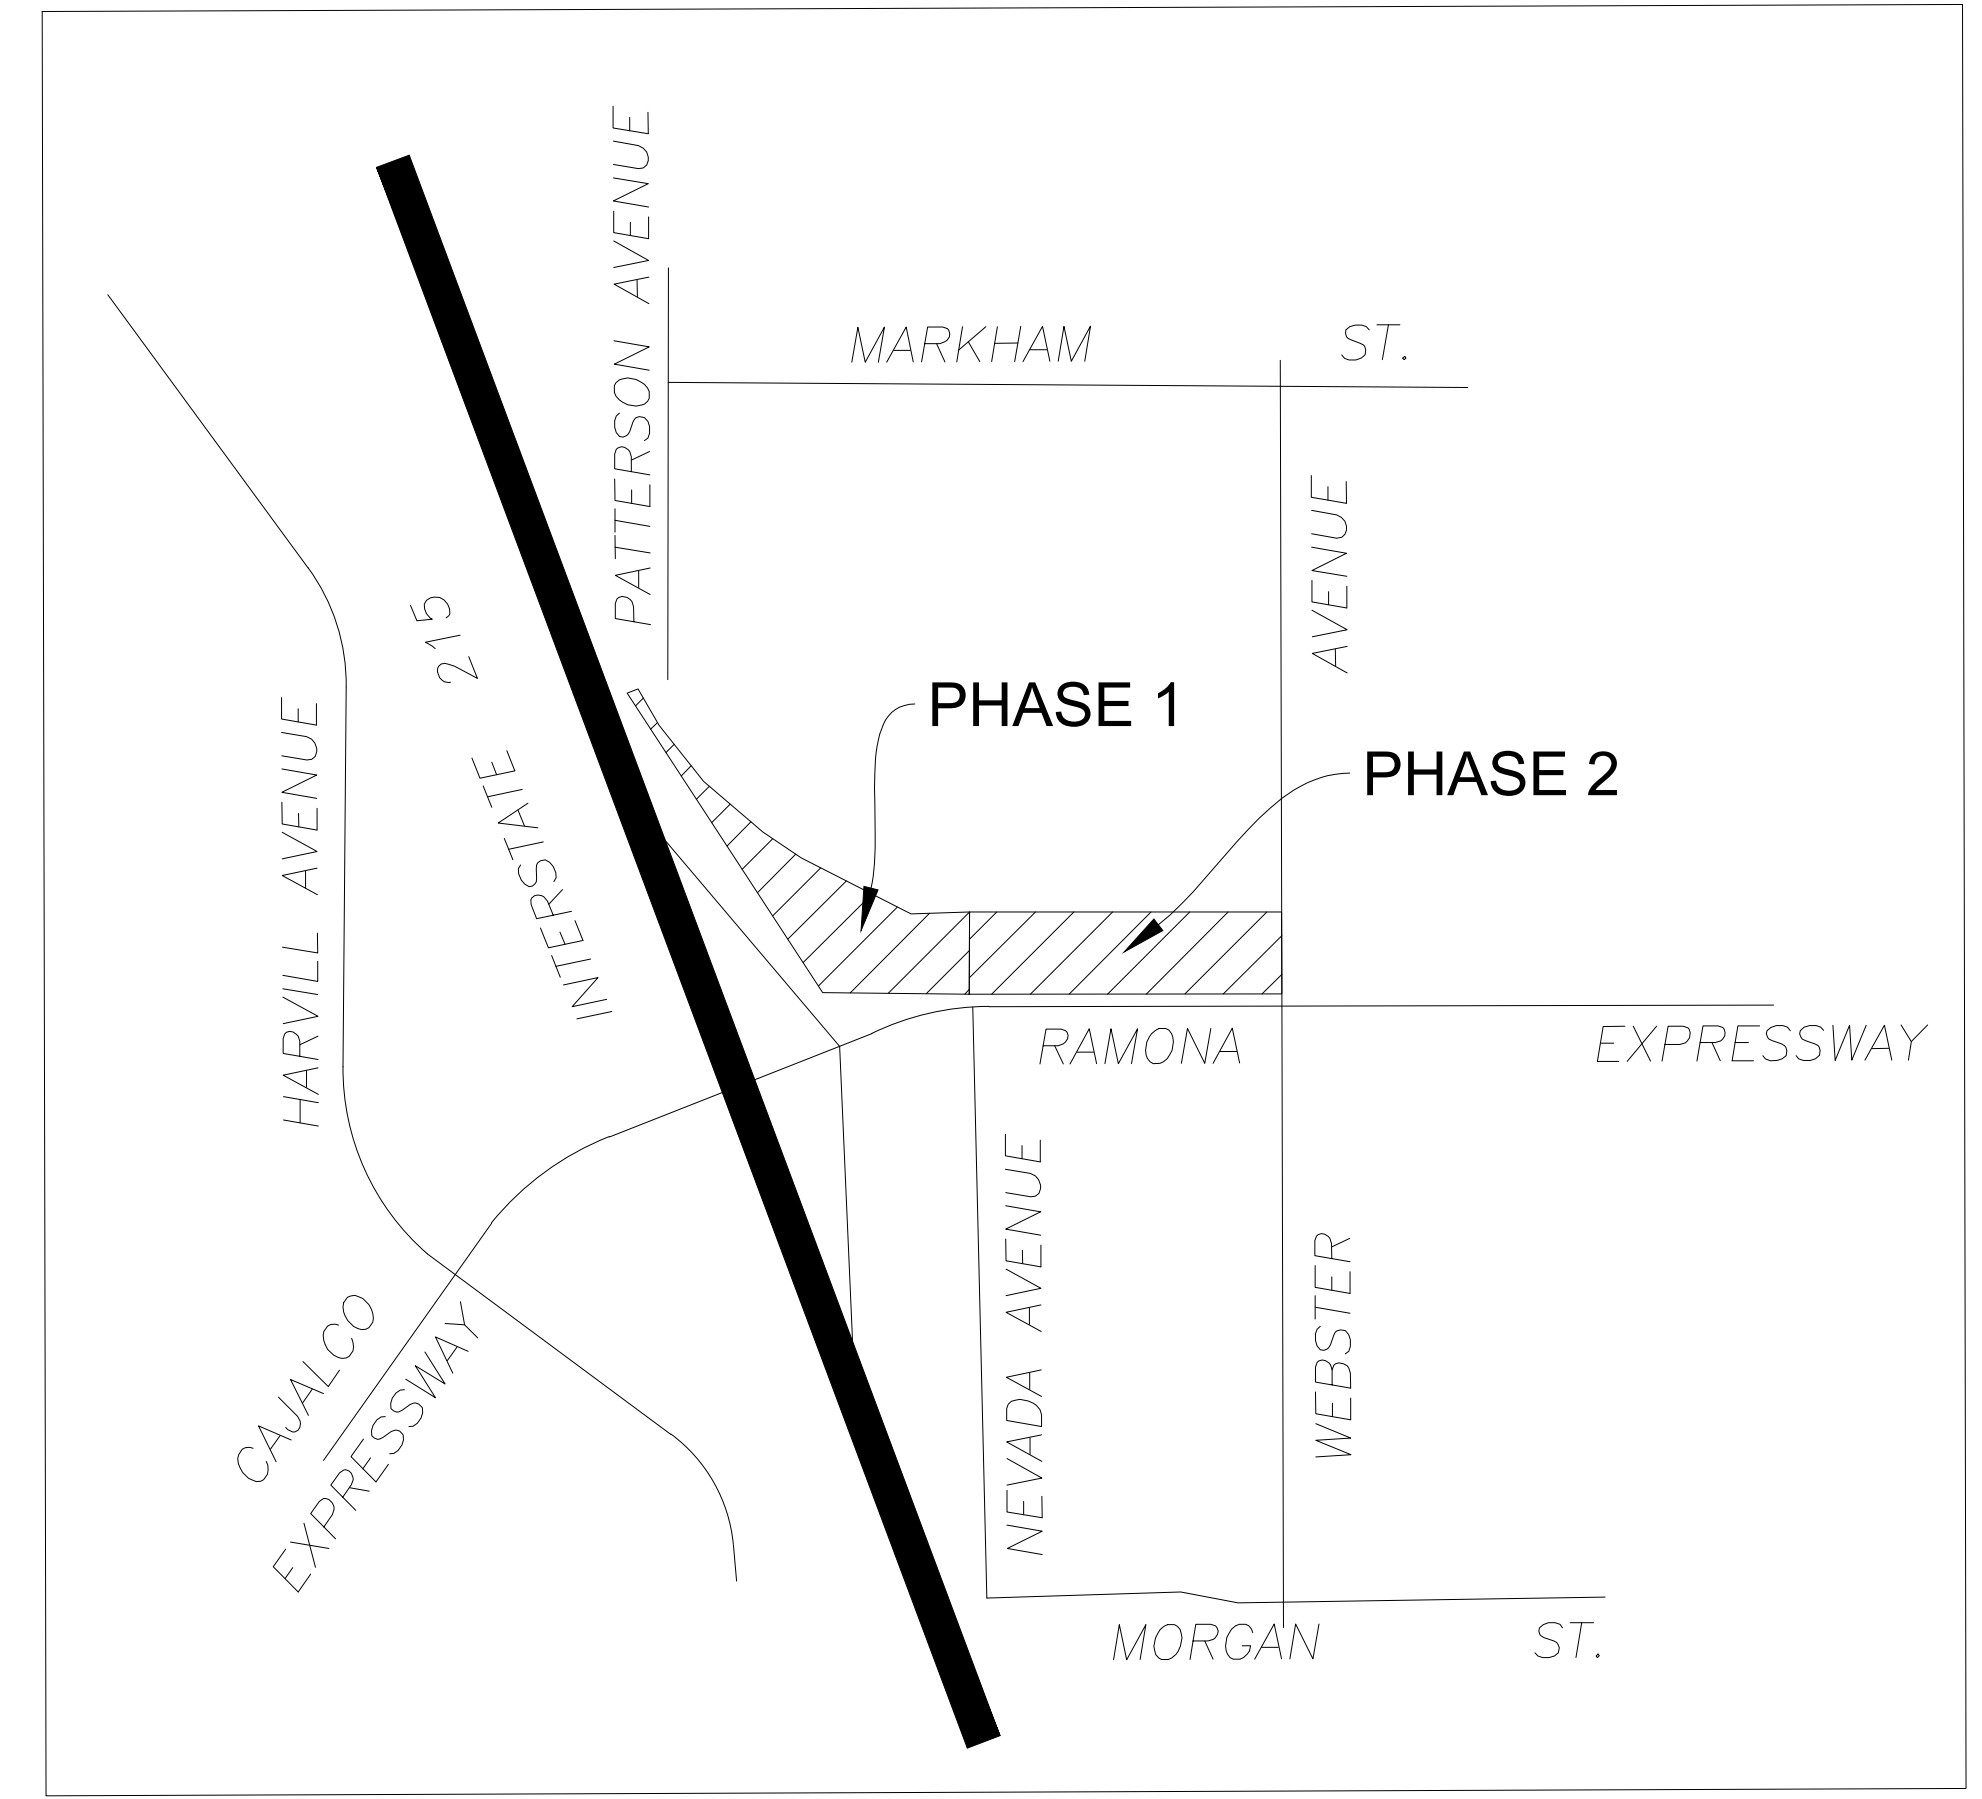 PATTERSON AVENUE
MARKHAM ST.
AVENUE
INTERSTATE 215
PHASE 1
PHASE 2
HARVILL AVENUE
RAMONA EXPRESSWAY
NEVADA AVENUE
WEBSTER
CAJALCO
EXPRESSWAY
MORGAN ST.